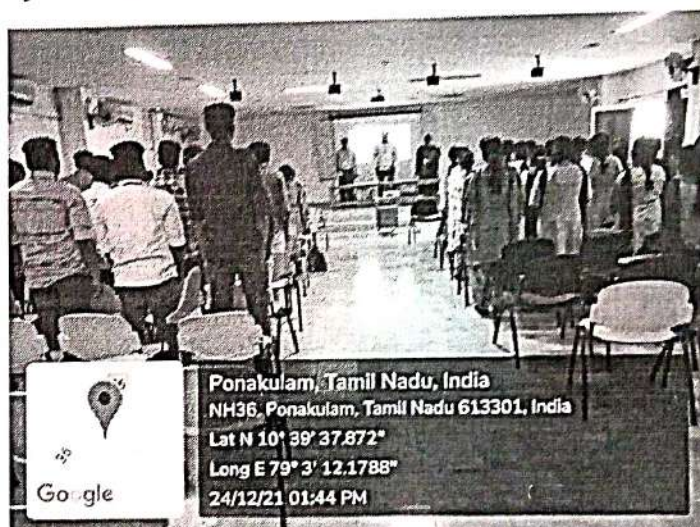 Ponakulam, Tamil Nadu, India
NH36, Ponakulam, Tamil Nadu 613301, India
Lat N 10° 39' 37.872"
Long E 79° 3' 12.1788"
24/12/21 01:44 PM
Google